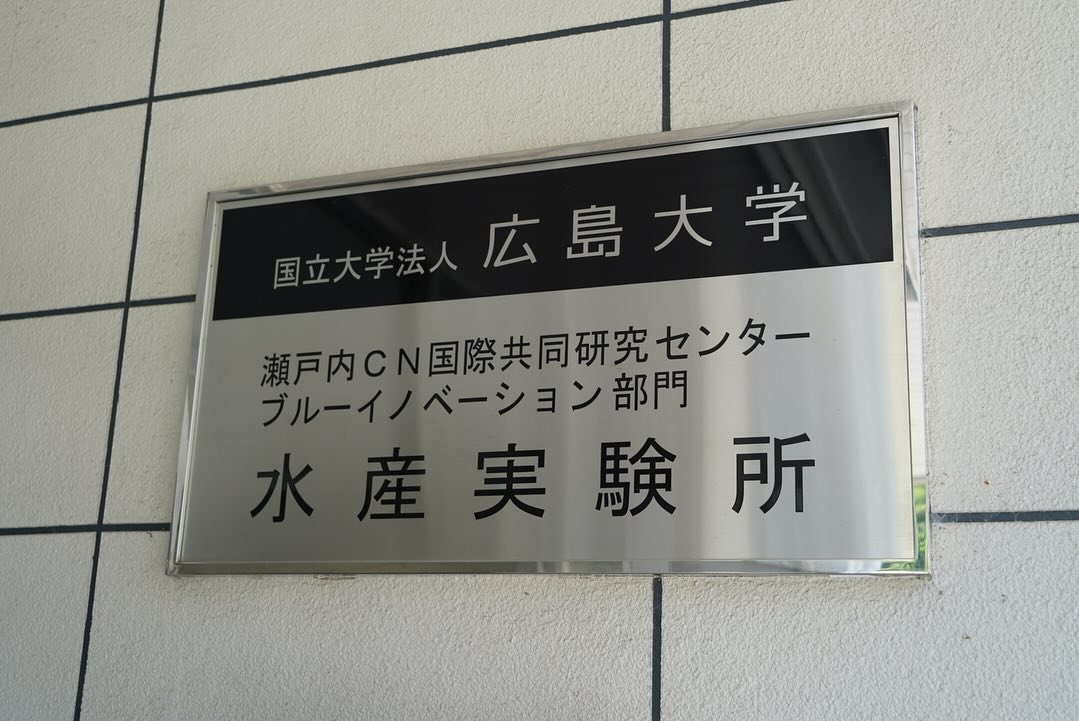 国立大学法人 広島大学
瀬戸内CN国際共同研究センター
ブルーイノベーション部門
水産実験所